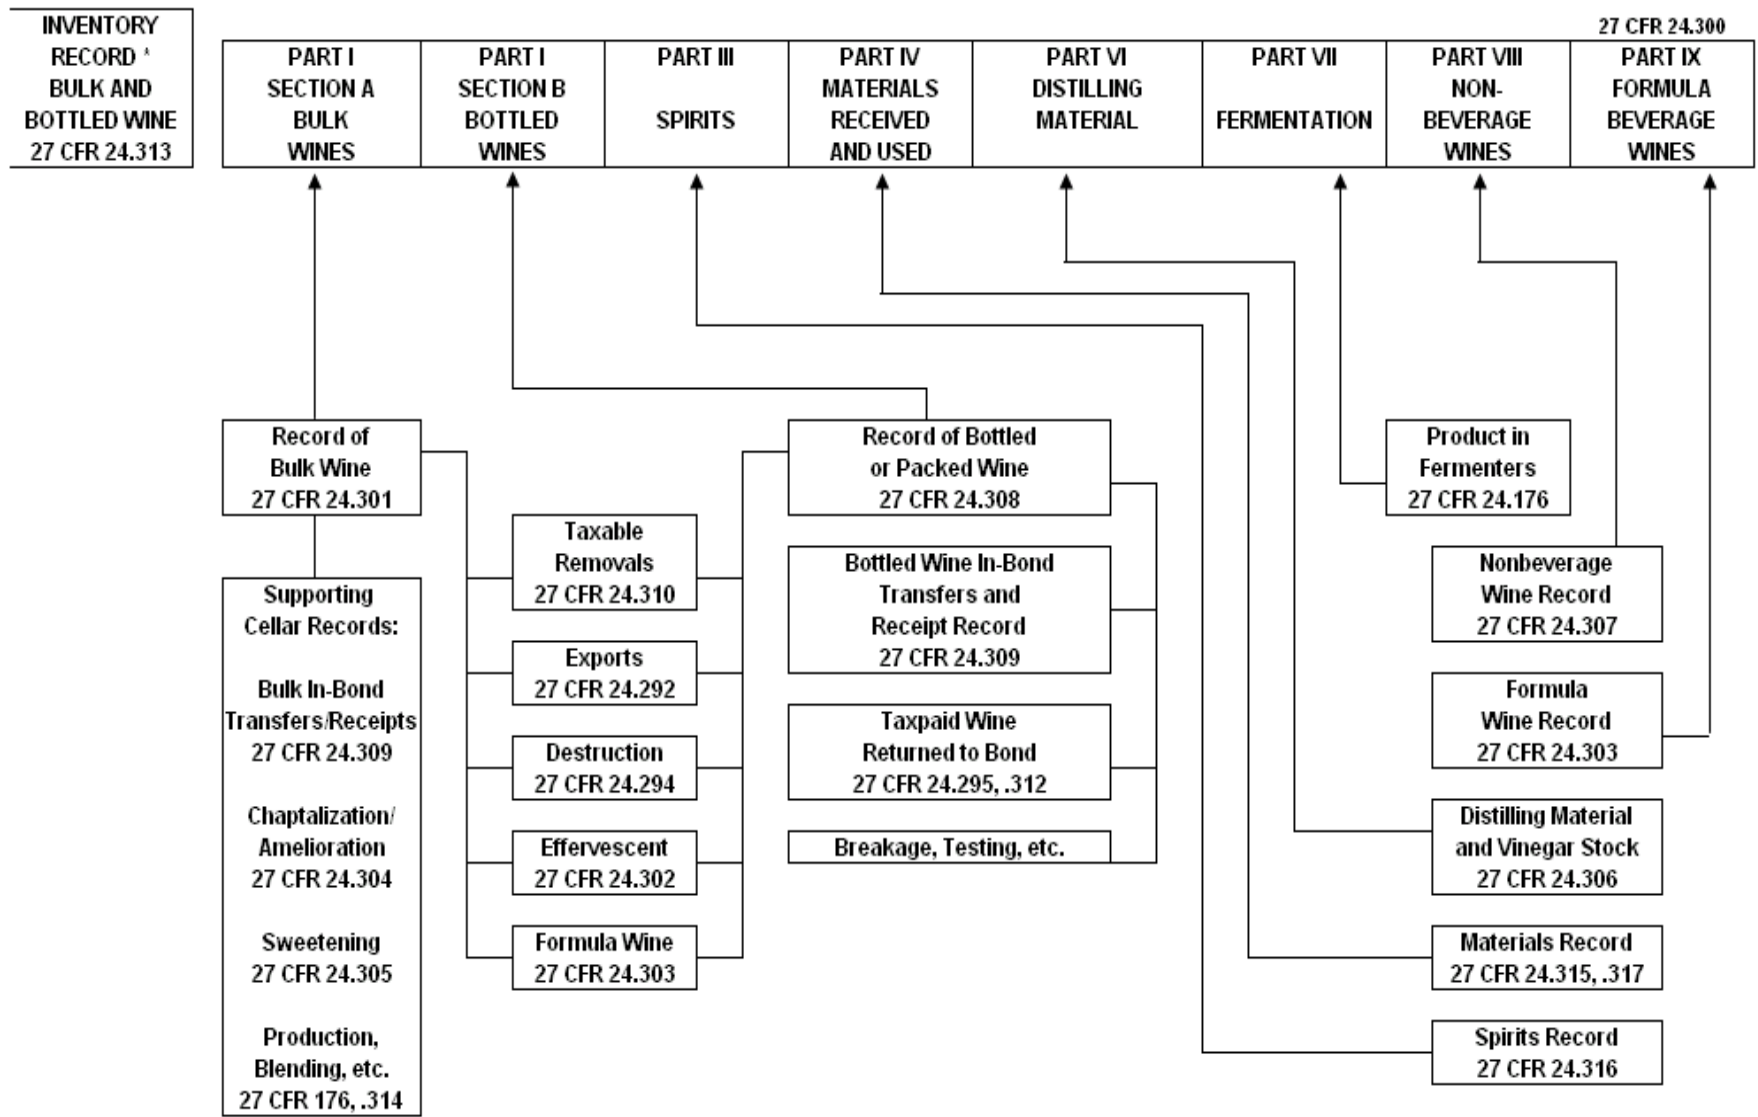 INVENTORY
RECORD *
BULK AND
BOTTLED WINE
27 CFR 24.313
27 CFR 24.300
PART I
SECTION A
BULK
WINES
PART I
SECTION B
BOTTLED
WINES
PART III
SPIRITS
PART IV
MATERIALS
RECEIVED
AND USED
PART VI
DISTILLING
MATERIAL
PART VII
FERMENTATION
PART VIII
NON-
BEVERAGE
WINES
PART IX
FORMULA
BEVERAGE
WINES
Record of
Bulk Wine
27 CFR 24.301
Supporting
Cellar Records:
Bulk In-Bond
Transfers/Receipts
27 CFR 24.309
Chaptalization/
Amelioration
27 CFR 24.304
Sweetening
27 CFR 24.305
Production,
Blending, etc.
27 CFR 176, .314
Taxable
Removals
27 CFR 24.310
Exports
27 CFR 24.292
Destruction
27 CFR 24.294
Effervescent
27 CFR 24.302
Formula Wine
27 CFR 24.303
Record of Bottled
or Packed Wine
27 CFR 24.308
Bottled Wine In-Bond
Transfers and
Receipt Record
27 CFR 24.309
Taxpaid Wine
Returned to Bond
27 CFR 24.295, .312
Breakage, Testing, etc.
Product in
Fermenters
27 CFR 24.176
Nonbeverage
Wine Record
27 CFR 24.307
Formula
Wine Record
27 CFR 24.303
Distilling Material
and Vinegar Stock
27 CFR 24.306
Materials Record
27 CFR 24.315, .317
Spirits Record
27 CFR 24.316